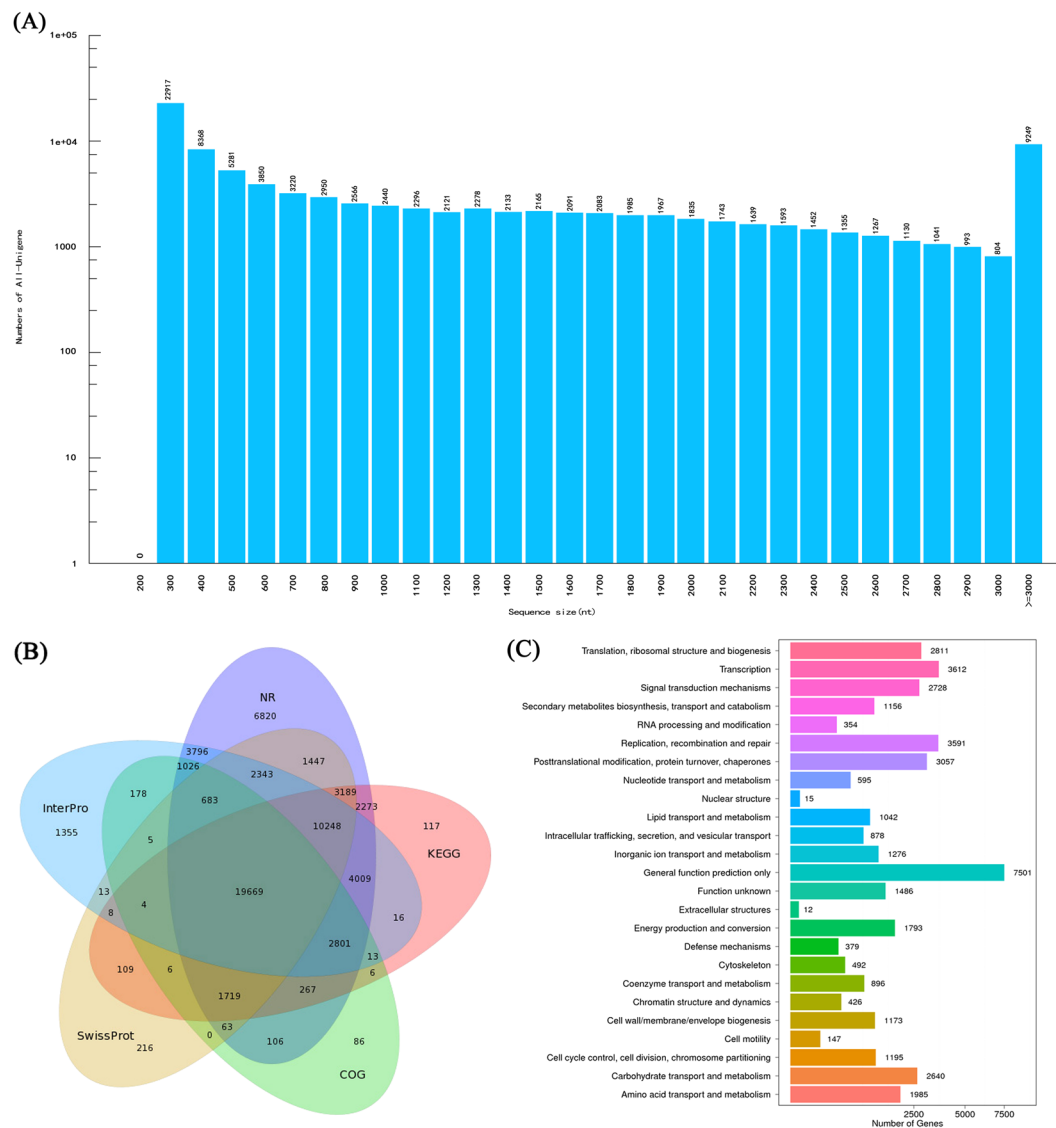 (A)
1e+05
1e+04
1000
100
10
1
Numbers of All-Unigene
0
22917
8368
5281
3850
3220
2950
2566
2440
2296
2121
2278
2133
2165
2091
2083
1985
1967
1835
1743
1639
1593
1452
1355
1267
1130
1041
993
804
9249
200
300
400
500
600
700
800
900
1000
1100
1200
1300
1400
1500
1600
1700
1800
1900
2000
2100
2200
2300
2400
2500
2600
2700
2800
2900
3000
>=3000
Sequence size(nt)
(B)
NR
6820
3796
1026
2343
1447
3189
2273
178
683
InterPro
1355
10248
117
KEGG
5
4009
13
8
4
19669
16
2801
13
6
109
6
1719
267
SwissProt
216
0
63
106
86
COG
(C)
Translation, ribosomal structure and biogenesis 2811
Transcription 3612
Signal transduction mechanisms 2728
Secondary metabolites biosynthesis, transport and catabolism 1156
RNA processing and modification 354
Replication, recombination and repair 3591
Posttranslational modification, protein turnover, chaperones 3057
Nucleotide transport and metabolism 595
Nuclear structure 15
Lipid transport and metabolism 1042
Intracellular trafficking, secretion, and vesicular transport 878
Inorganic ion transport and metabolism 1276
General function prediction only 7501
Function unknown 1486
Extracellular structures 12
Energy production and conversion 1793
Defense mechanisms 379
Cytoskeleton 492
Coenzyme transport and metabolism 896
Chromatin structure and dynamics 426
Cell wall/membrane/envelope biogenesis 1173
Cell motility 147
Cell cycle control, cell division, chromosome partitioning 1195
Carbohydrate transport and metabolism 2640
Amino acid transport and metabolism 1985
2500 5000 7500
Number of Genes